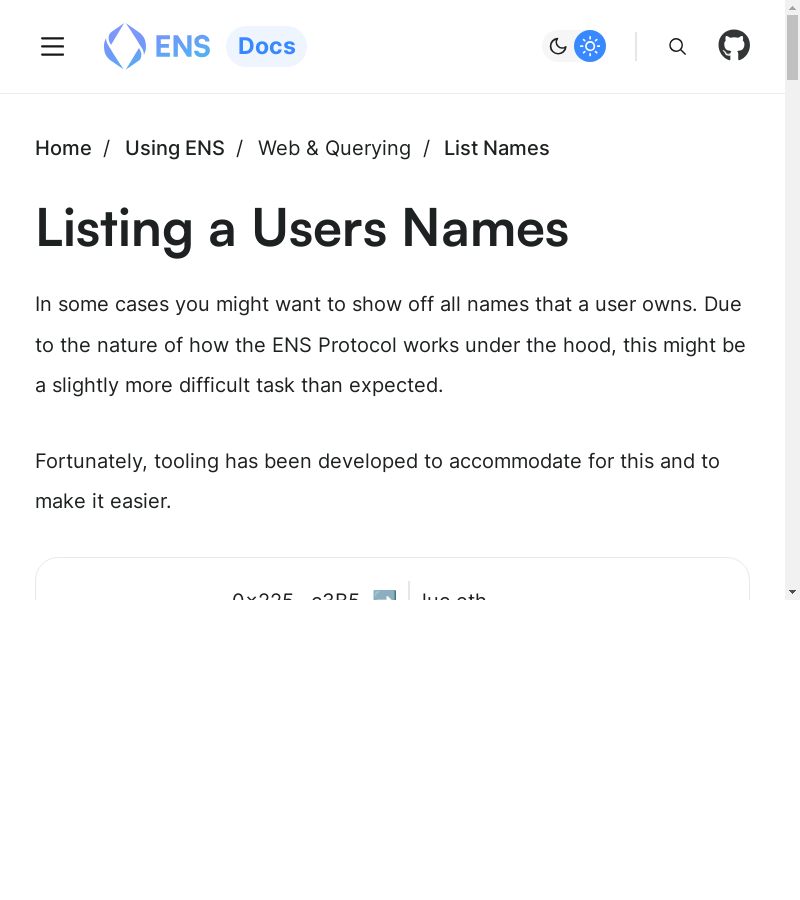 ENS Docs
Home / Using ENS / Web & Querying / List Names
Listing a Users Names
In some cases you might want to show off all names that a user owns. Due
to the nature of how the ENS Protocol works under the hood, this might be
a slightly more difficult task than expected.
Fortunately, tooling has been developed to accommodate for this and to
make it easier.